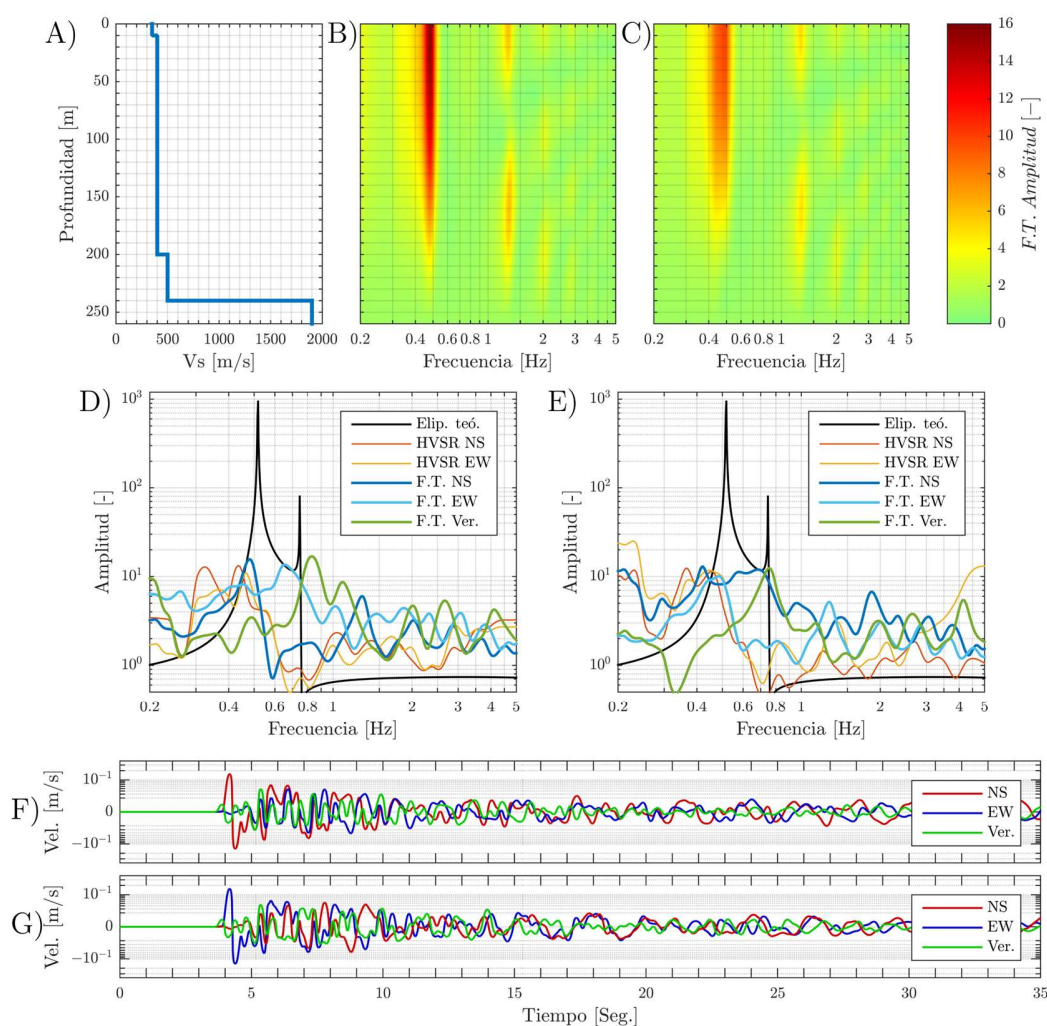 A)
0
50
100
150
200
250
Profundidad [m]
0 500 1000 1500 2000
Vs [m/s]
B)
0.2 0.4 0.6 0.8 1 2 3 4 5
Frecuencia [Hz]
C)
0.2 0.4 0.6 0.8 1 2 3 4 5
Frecuencia [Hz]
16
14
12
10
8
6
4
2
0
F.T. Amplitud [−]
D)
10³
10²
10¹
10⁰
Amplitud [-]
Elip. teó.
HVSR NS
HVSR EW
F.T. NS
F.T. EW
F.T. Ver.
0.2 0.4 0.6 0.8 1 2 3 4 5
Frecuencia [Hz]
E)
10³
10²
10¹
10⁰
Amplitud [-]
Elip. teó.
HVSR NS
HVSR EW
F.T. NS
F.T. EW
F.T. Ver.
0.2 0.4 0.6 0.8 1 2 3 4 5
Frecuencia [Hz]
F)
Vel. [m/s]
10⁻¹
0
−10⁻¹
NS
EW
Ver.
G)
Vel. [m/s]
10⁻¹
0
−10⁻¹
NS
EW
Ver.
0 5 10 15 20 25 30 35
Tiempo [Seg.]